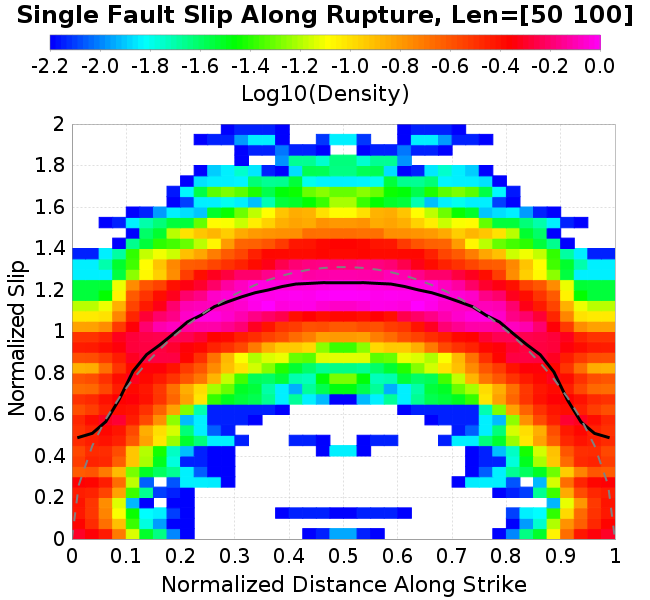 Single Fault Slip Along Rupture, Len=[50 100]
-2.2 -2.0 -1.8 -1.6 -1.4 -1.2 -1.0 -0.8 -0.6 -0.4 -0.2 0.0
Log10(Density)
2
1.8
1.6
1.4
1.2
1
0.8
0.6
0.4
0.2
0
Normalized Slip
0 0.1 0.2 0.3 0.4 0.5 0.6 0.7 0.8 0.9 1
Normalized Distance Along Strike